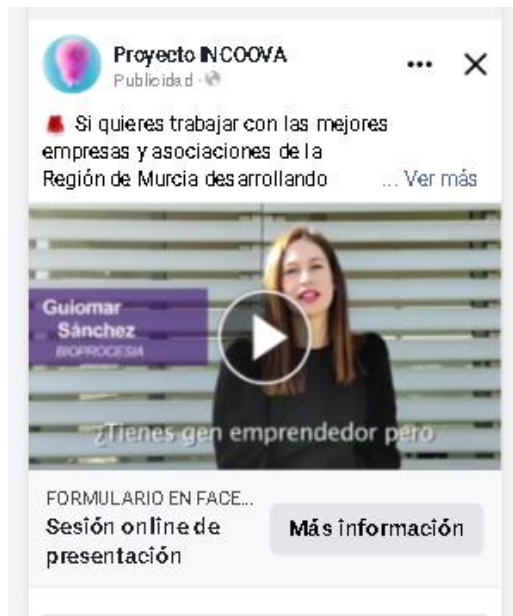 Proyecto INCOOVA
Publicidad ·
Si quieres trabajar con las mejores
empresas y asociaciones de la
Región de Murcia desarrollando ... Ver más
Guiomar
Sánchez
BIOPROCESIA
¿Tienes gen emprendedor pero
FORMULARIO EN FACE...
Sesión online de
presentación
Más información